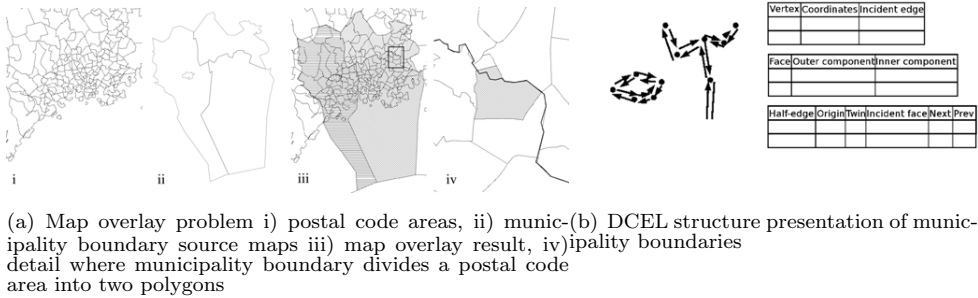 Vertex Coordinates Incident edge
Face Outer component Inner component
Half-edge Origin Twin Incident face Next Prev
i ii iii iv
(a) Map overlay problem i) postal code areas, ii) munic-
ipality boundary source maps iii) map overlay result, iv)
detail where municipality boundary divides a postal code
area into two polygons
(b) DCEL structure presentation of munic-
ipality boundaries